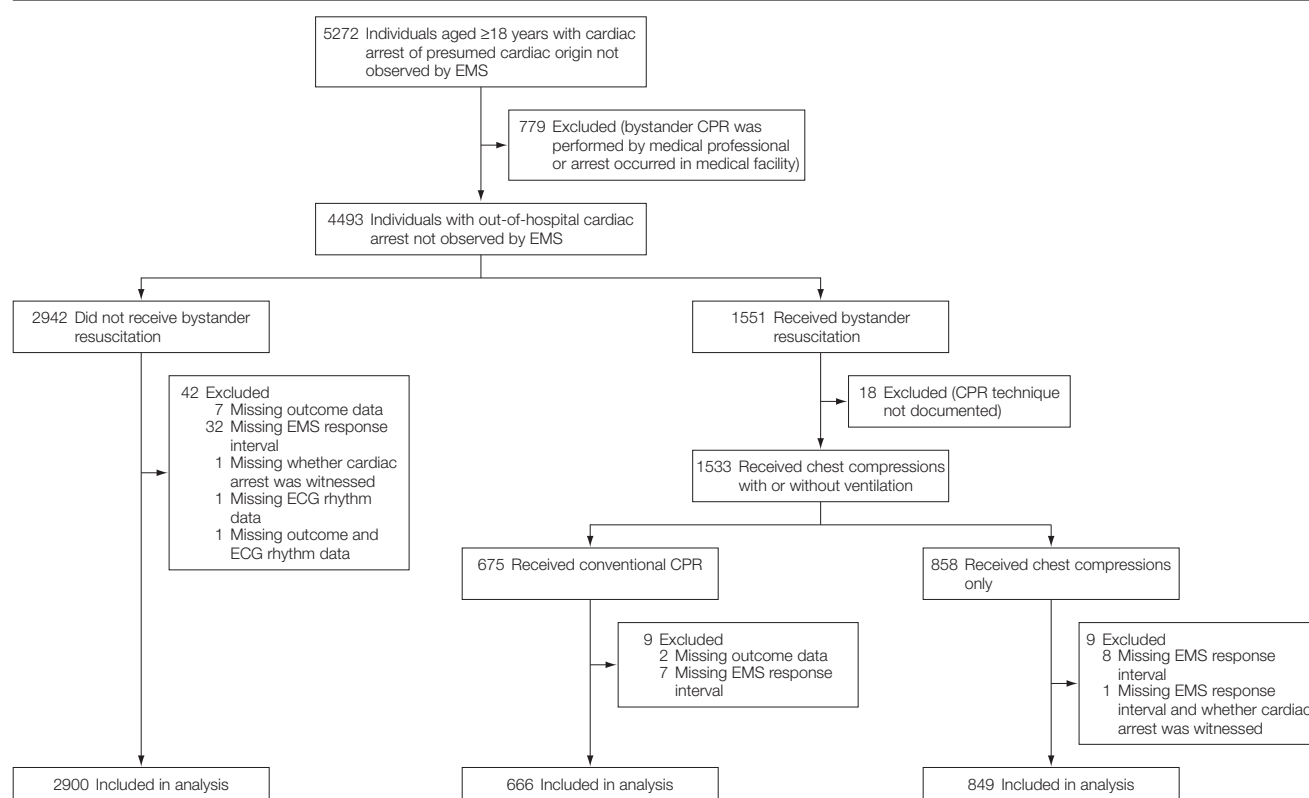 5272 Individuals aged ≥18 years with cardiac
arrest of presumed cardiac origin not
observed by EMS
779 Excluded (bystander CPR was
performed by medical professional
or arrest occurred in medical facility)
4493 Individuals with out-of-hospital cardiac
arrest not observed by EMS
2942 Did not receive bystander
resuscitation
1551 Received bystander
resuscitation
42 Excluded
7 Missing outcome data
32 Missing EMS response
interval
1 Missing whether cardiac
arrest was witnessed
1 Missing ECG rhythm
data
1 Missing outcome and
ECG rhythm data
18 Excluded (CPR technique
not documented)
1533 Received chest compressions
with or without ventilation
675 Received conventional CPR
858 Received chest compressions
only
9 Excluded
2 Missing outcome data
7 Missing EMS response
interval
9 Excluded
8 Missing EMS response
interval
1 Missing EMS response
interval and whether cardiac
arrest was witnessed
2900 Included in analysis
666 Included in analysis
849 Included in analysis